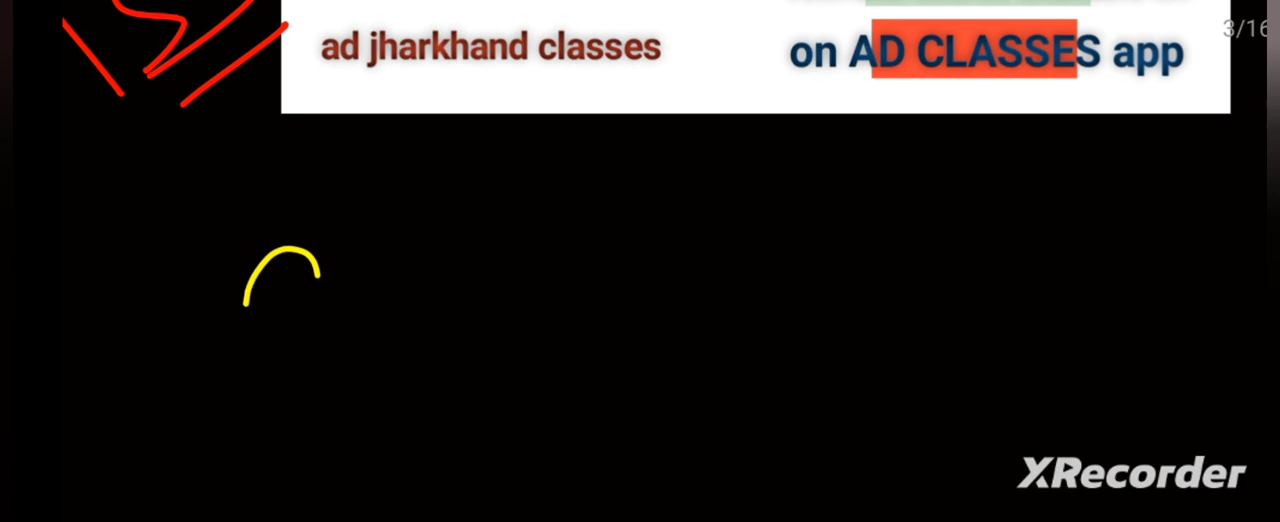 ad jharkhand classes
on AD CLASSES app
3/16
XRecorder